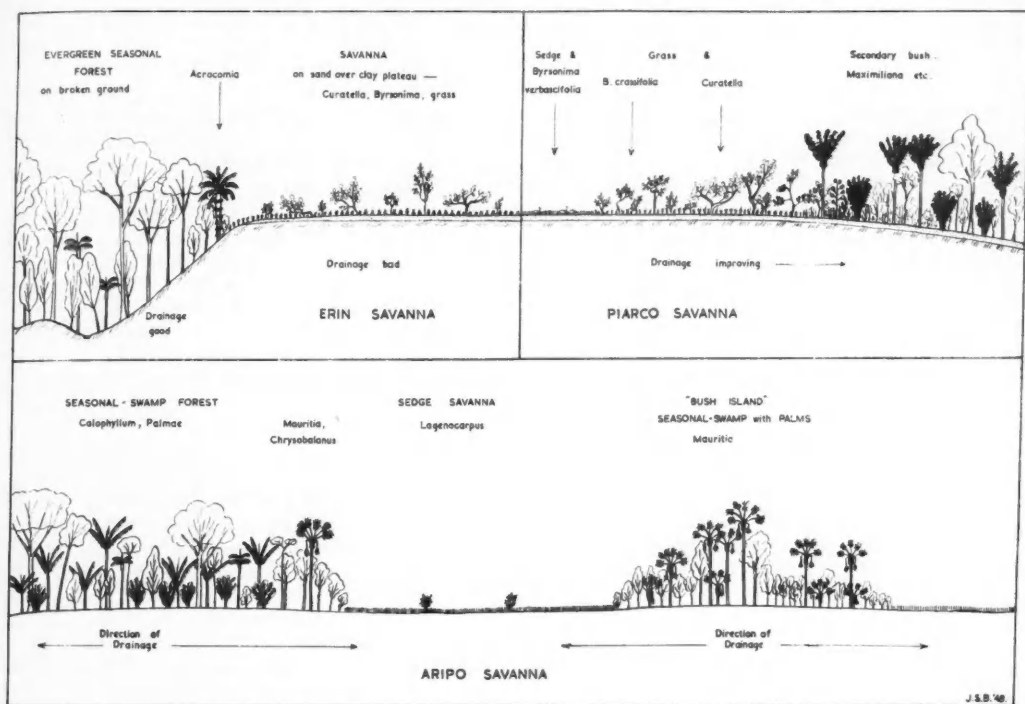 EVERGREEN SEASONAL
FOREST
on broken ground
Acrocomia
SAVANNA
on sand over clay plateau —
Curatella, Byrsonima, grass
Drainage good
Drainage bad
ERIN SAVANNA
Sedge &
Byrsonima
verbascifolia
Grass &
B. crassifolia
Curatella
Secondary bush
Maximiliana etc.
Drainage improving
PIARCO SAVANNA
SEASONAL-SWAMP FOREST
Calophyllum, Palmae
Mauritia,
Chrysobalanus
SEDGE SAVANNA
Lagenocarpus
"BUSH ISLAND"
SEASONAL-SWAMP with PALMS
Mauritia
Direction of
Drainage
Direction of
Drainage
ARIPO SAVANNA
J.S.B.'48.